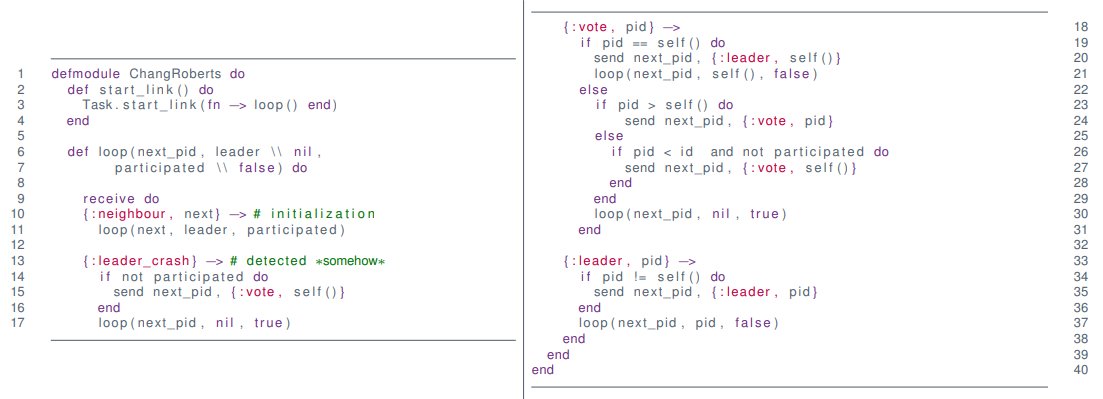 1 defmodule ChangRoberts do
2 def start_link() do
3 Task.start_link(fn —> loop() end)
4 end
5
6 def loop(next_pid, leader \\ nil,
7 participated \\ false) do
8
9 receive do
10 {:neighbour, next} —> # initialization
11 loop(next, leader, participated)
12
13 {:leader_crash} —> # detected *somehow*
14 if not participated do
15 send next_pid, {:vote, self()}
16 end
17 loop(next_pid, nil, true)
{:vote, pid} —> 18
if pid == self() do 19
send next_pid, {:leader, self()} 20
loop(next_pid, self(), false) 21
else 22
if pid > self() do 23
send next_pid, {:vote, pid} 24
else 25
if pid < id and not participated do 26
send next_pid, {:vote, self()} 27
end 28
end 29
loop(next_pid, nil, true) 30
end 31
32
{:leader, pid} —> 33
if pid != self() do 34
send next_pid, {:leader, pid} 35
end 36
loop(next_pid, pid, false) 37
end 38
end 39
end 40